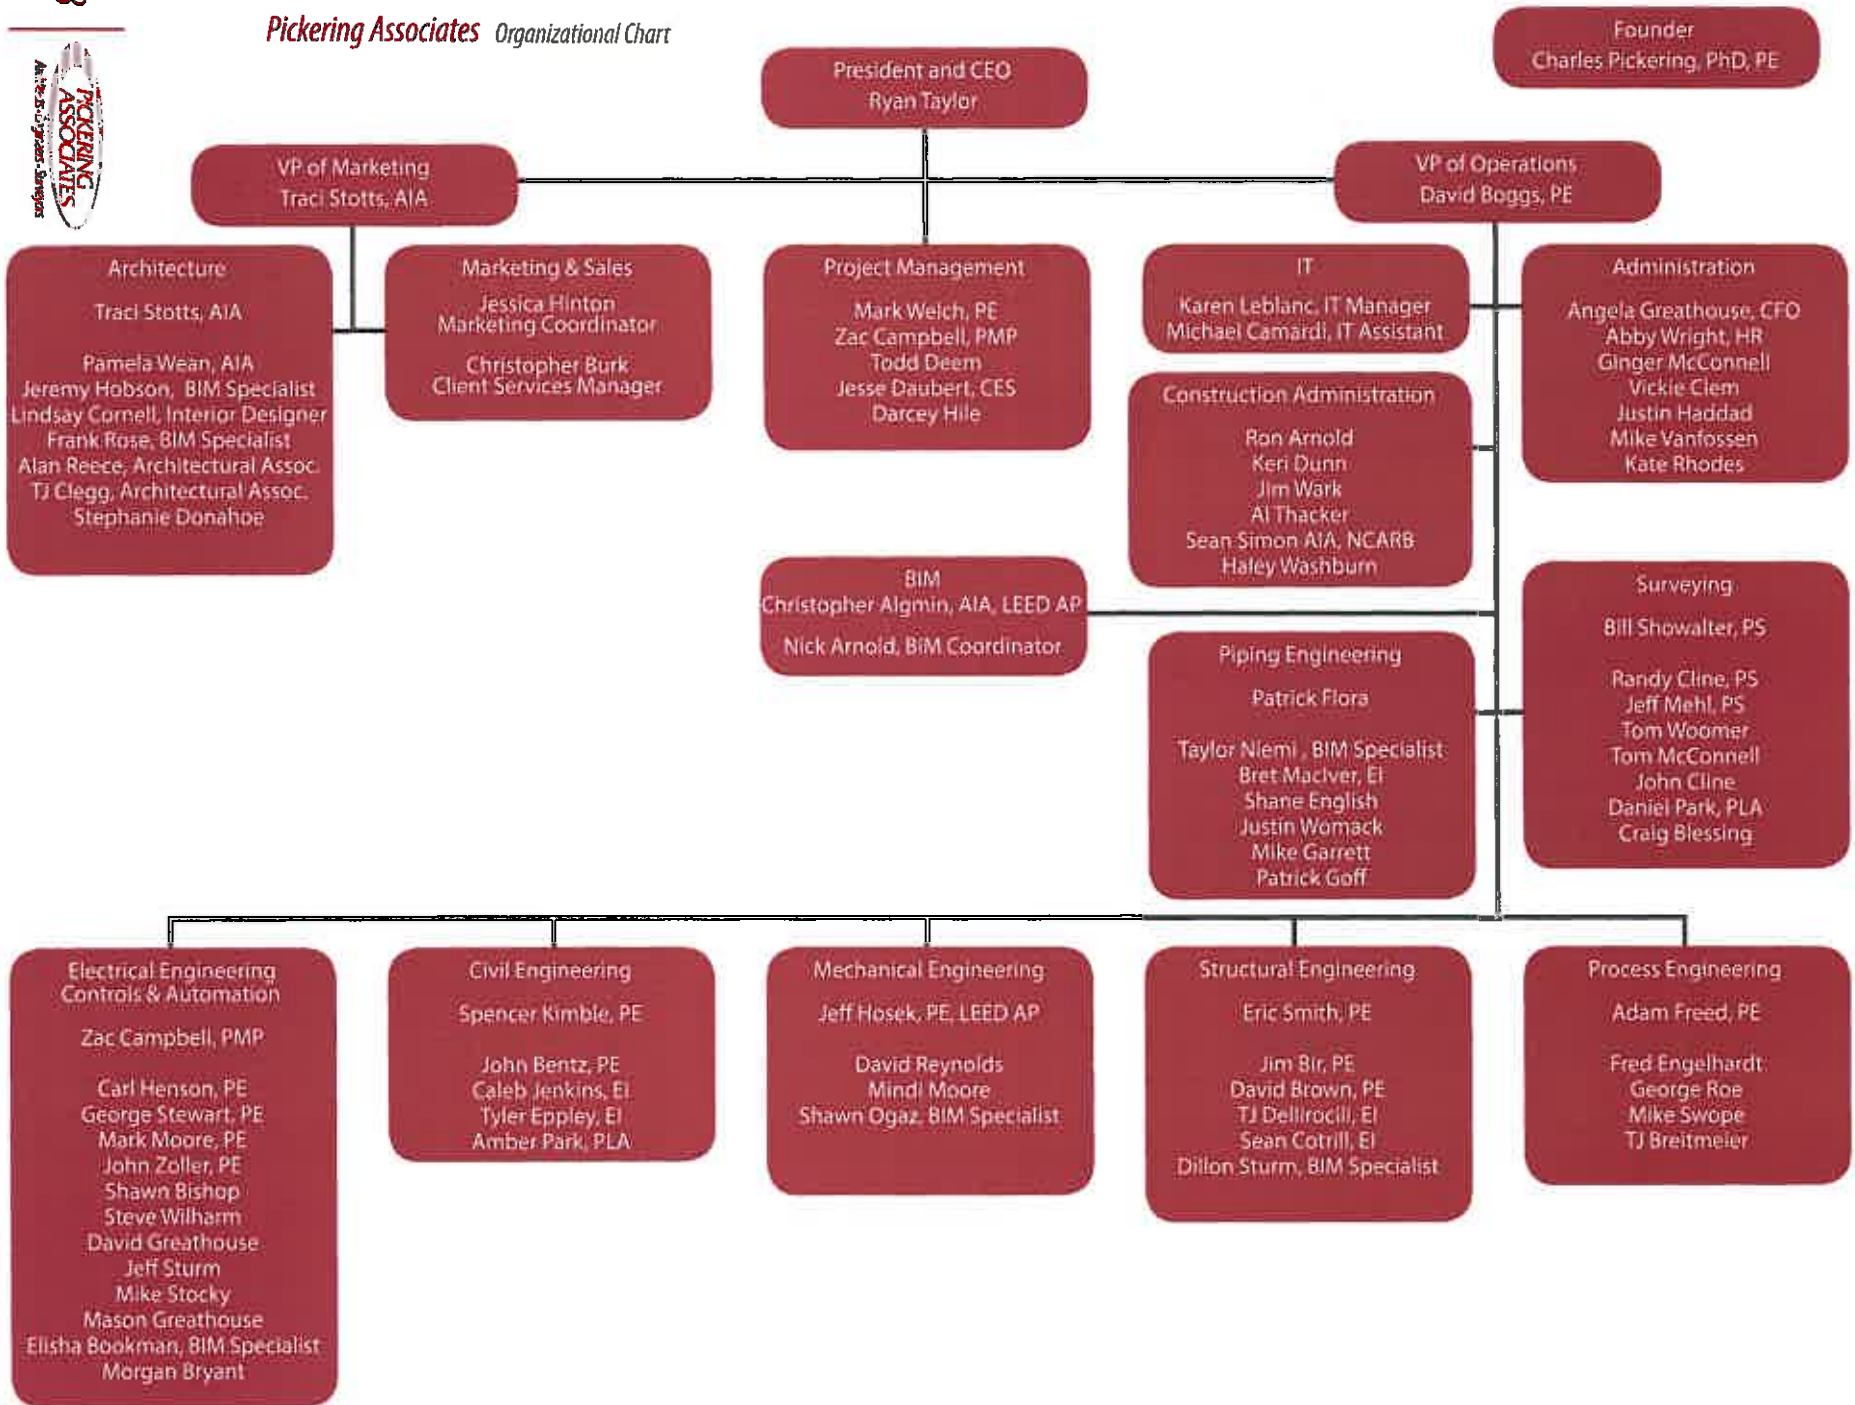 Pickering Associates Organizational Chart
PICKERING
ASSOCIATES
Founder
Charles Pickering, PhD, PE
President and CEO
Ryan Taylor
VP of Marketing
Traci Stotts, AIA
VP of Operations
David Boggs, PE
Architecture
Traci Stotts, AIA
Pamela Wean, AIA
Jeremy Hobson, BIM Specialist
Lindsay Cornell, Interior Designer
Frank Rose, BIM Specialist
Alan Reece, Architectural Assoc.
TJ Clegg, Architectural Assoc.
Stephanie Donahoe
Marketing & Sales
Jessica Hinton
Marketing Coordinator
Christopher Burk
Client Services Manager
Project Management
Mark Welch, PE
Zac Campbell, PMP
Todd Deem
Jesse Daubert, CES
Darcey Hile
IT
Karen Leblanc, IT Manager
Michael Camardi, IT Assistant
Administration
Angela Greathouse, CFO
Abby Wright, HR
Ginger McConnell
Vickie Clem
Justin Haddad
Mike Vanfossen
Kate Rhodes
Construction Administration
Ron Arnold
Keri Dunn
Jim Wark
Al Thacker
Sean Simon AIA, NCARB
Haley Washburn
BIM
Christopher Algmin, AIA, LEED AP
Nick Arnold, BIM Coordinator
Piping Engineering
Patrick Flora
Taylor Niemi , BIM Specialist
Bret MacIver, EI
Shane English
Justin Womack
Mike Garrett
Patrick Goff
Surveying
Bill Showalter, PS
Randy Cline, PS
Jeff Mehl, PS
Tom Woomer
Tom McConnell
John Cline
Daniel Park, PLA
Craig Blessing
Electrical Engineering
Controls & Automation
Zac Campbell, PMP
Carl Henson, PE
George Stewart, PE
Mark Moore, PE
John Zoller, PE
Shawn Bishop
Steve Wilharm
David Greathouse
Jeff Sturm
Mike Stocky
Mason Greathouse
Elisha Bookman, BIM Specialist
Morgan Bryant
Civil Engineering
Spencer Kimble, PE
John Bentz, PE
Caleb Jenkins, EI
Tyler Eppley, EI
Amber Park, PLA
Mechanical Engineering
Jeff Hosek, PE, LEED AP
David Reynolds
Mindi Moore
Shawn Ogaz, BIM Specialist
Structural Engineering
Eric Smith, PE
Jim Bir, PE
David Brown, PE
TJ Dellirocili, EI
Sean Cotrill, EI
Dillon Sturm, BIM Specialist
Process Engineering
Adam Freed, PE
Fred Engelhardt
George Roe
Mike Swope
TJ Breitmeier